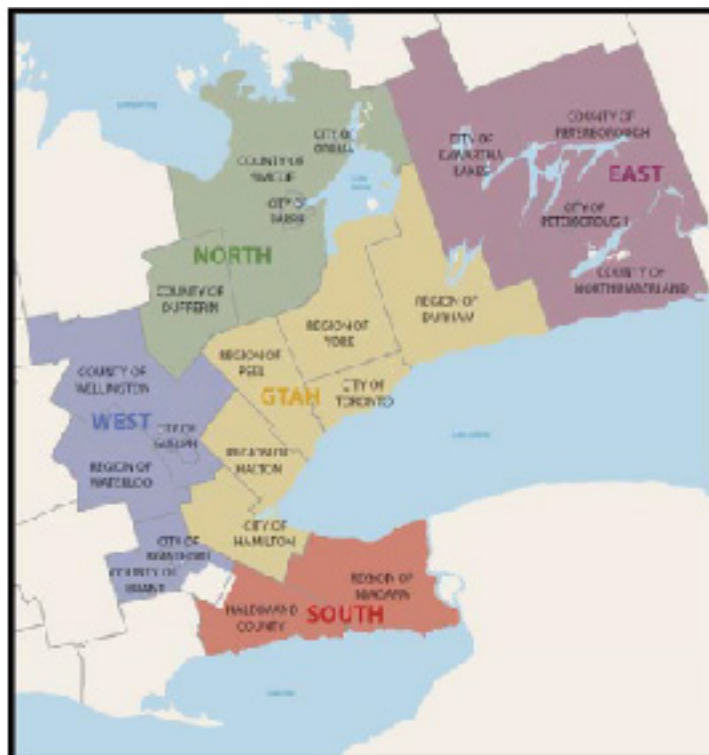 CITY OF
ORILLIA
COUNTY OF
SIMCOE
CITY OF
BARRIE
NORTH
COUNTY OF
DUFFERIN
COUNTY OF
PETERBOROUGH
CITY OF
KAWARTHA
LAKES
EAST
CITY OF
PETERBOROUGH
COUNTY OF
NORTHUMBERLAND
REGION OF
DURHAM
REGION OF
YORK
REGION OF
PEEL
CITY OF
TORONTO
GTAH
COUNTY OF
WELLINGTON
WEST
CITY OF
GUELPH
REGION OF
WATERLOO
REGION OF
HALTON
CITY OF
HAMILTON
CITY OF
BRANTFORD
COUNTY OF
BRANT
REGION OF
NIAGARA
HALDIMAND
COUNTY
SOUTH